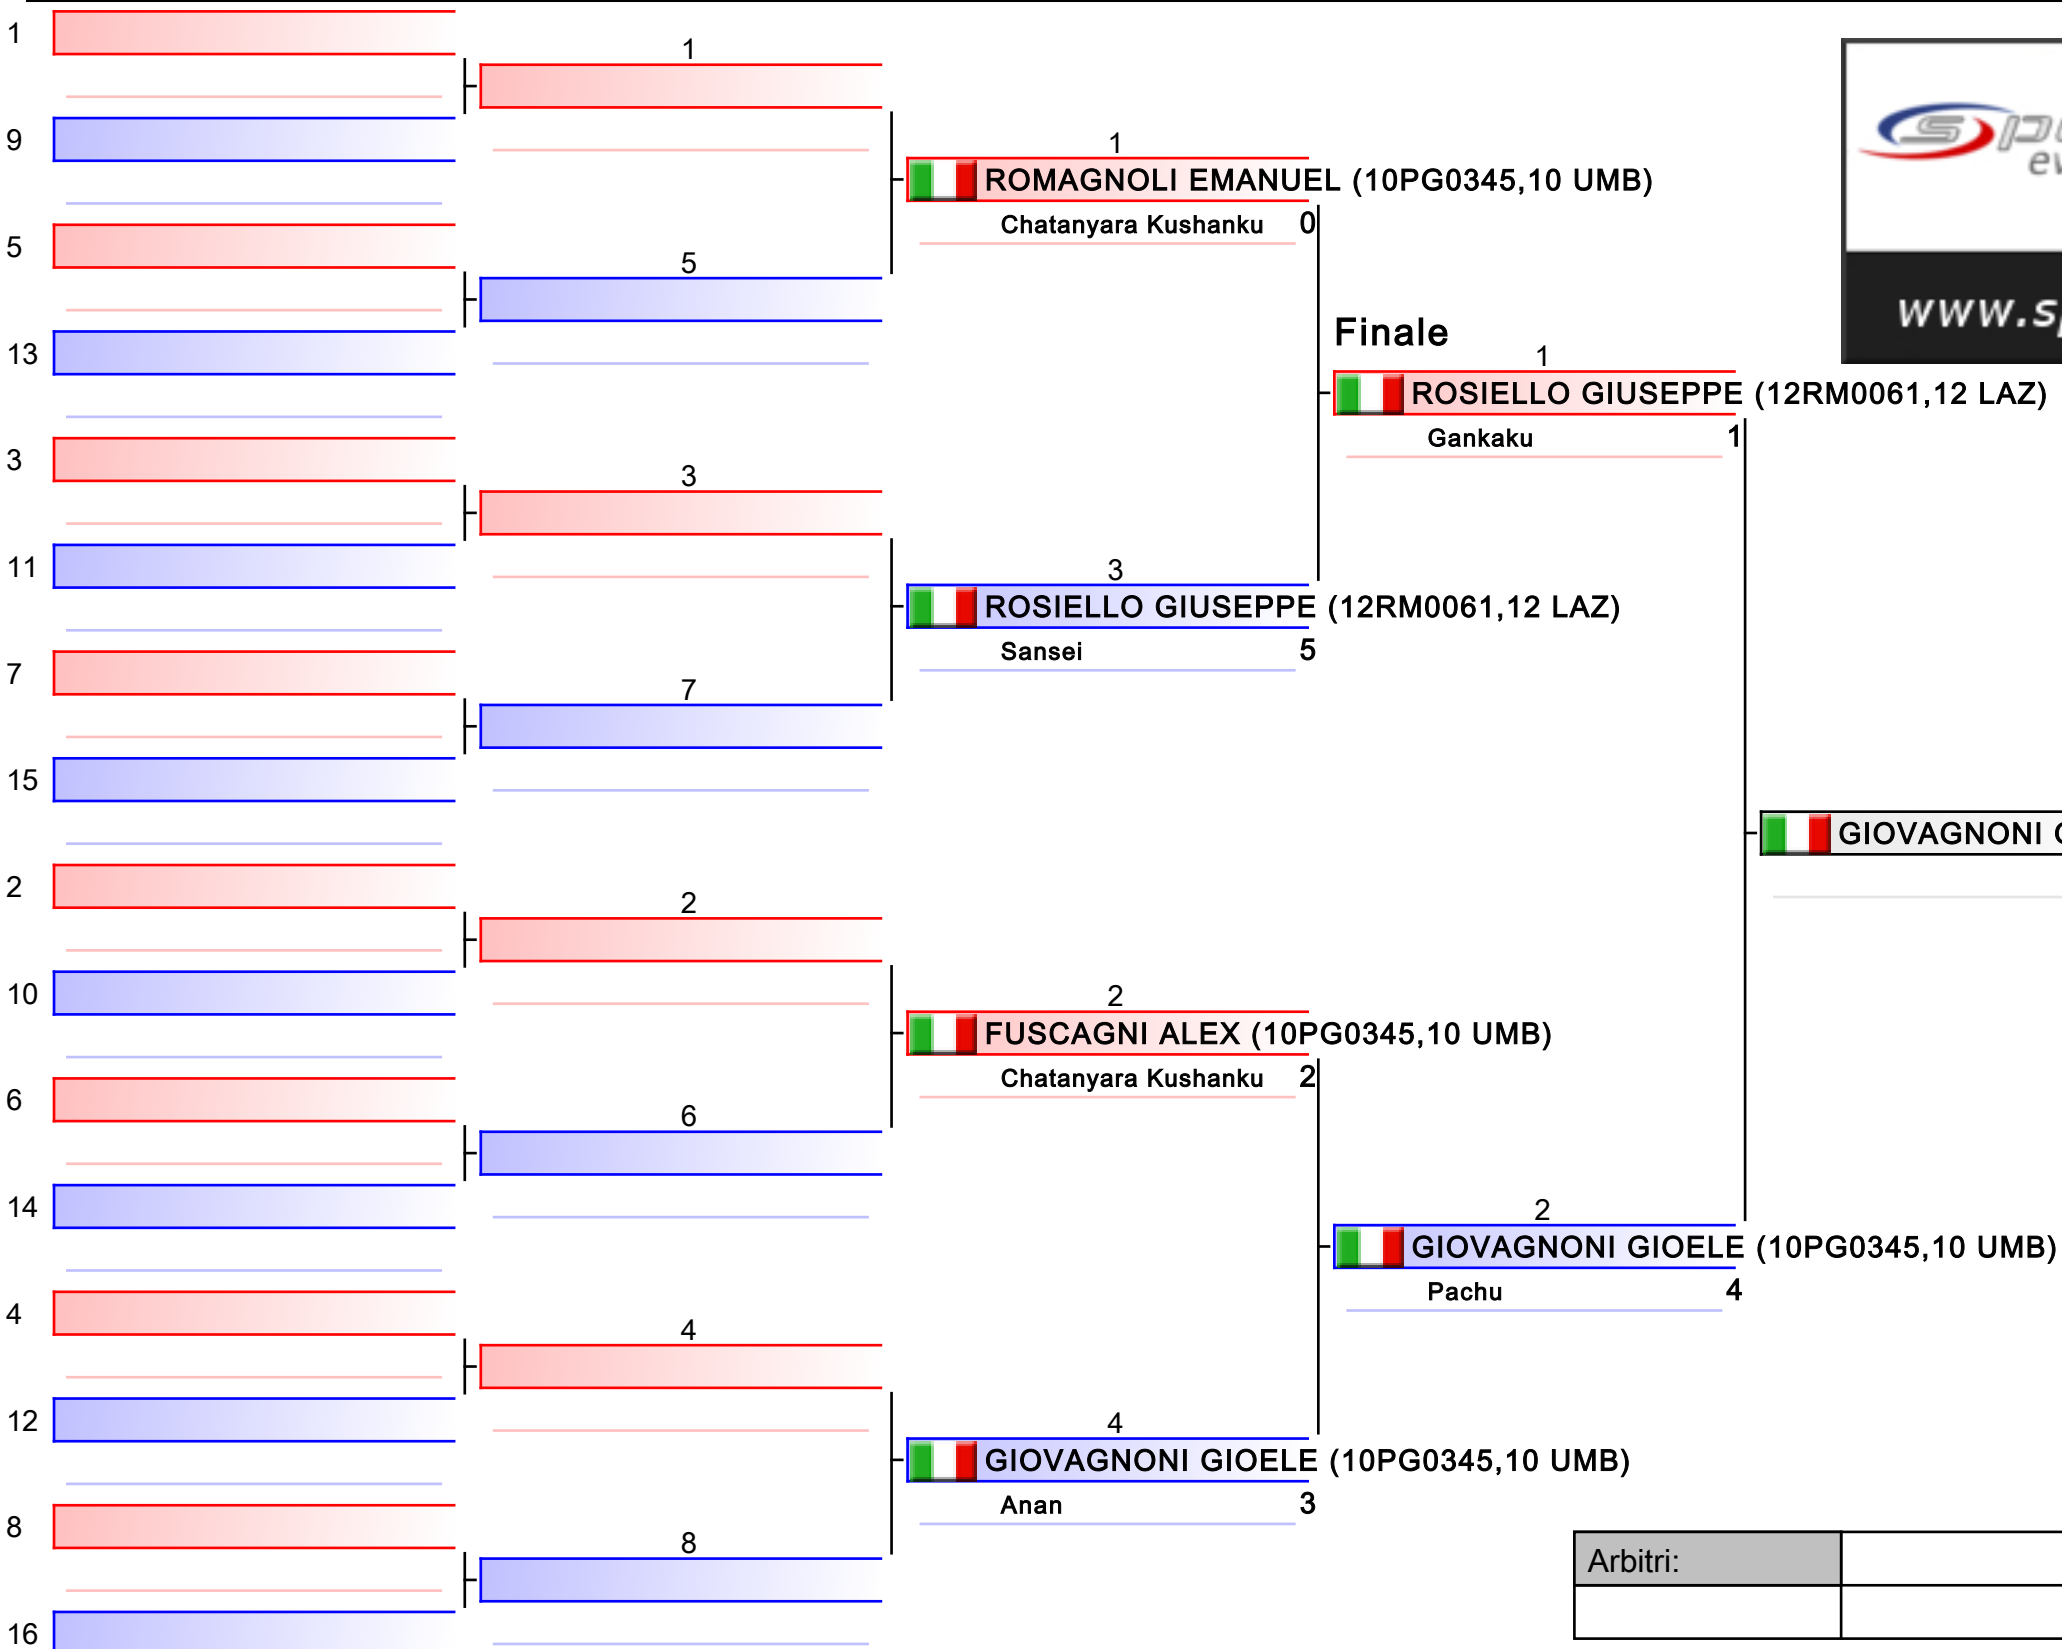 1
1
9
1
ROMAGNOLI EMANUEL (10PG0345,10 UMB)
Chatanyara Kushanku 0
5
5
13
Finale
1
ROSIELLO GIUSEPPE (12RM0061,12 LAZ)
Gankaku 1
www.s
3
3
11
3
ROSIELLO GIUSEPPE (12RM0061,12 LAZ)
Sansei 5
7
7
15
GIOVAGNONI
2
2
10
2
FUSCAGNI ALEX (10PG0345,10 UMB)
Chatanyara Kushanku 2
6
6
14
2
GIOVAGNONI GIOELE (10PG0345,10 UMB)
Pachu 4
4
4
12
4
GIOVAGNONI GIOELE (10PG0345,10 UMB)
Anan 3
8
8
16
Arbitri: